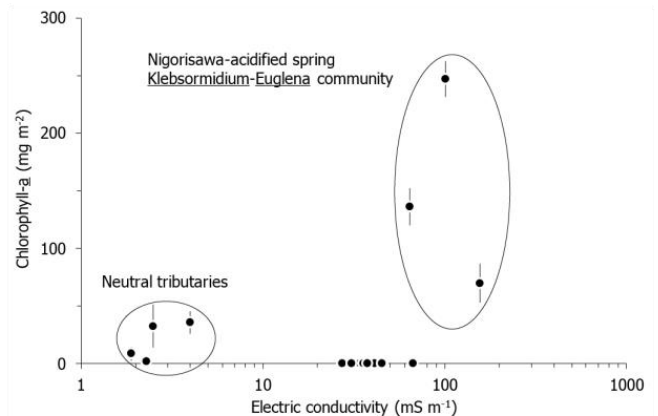 300
Nigorisawa-acidified spring
Klebsormidium-Euglena community
200
Chlorophyll-a (mg m-2)
100
Neutral tributaries
0
1 10 100 1000
Electric conductivity (mS m-1)